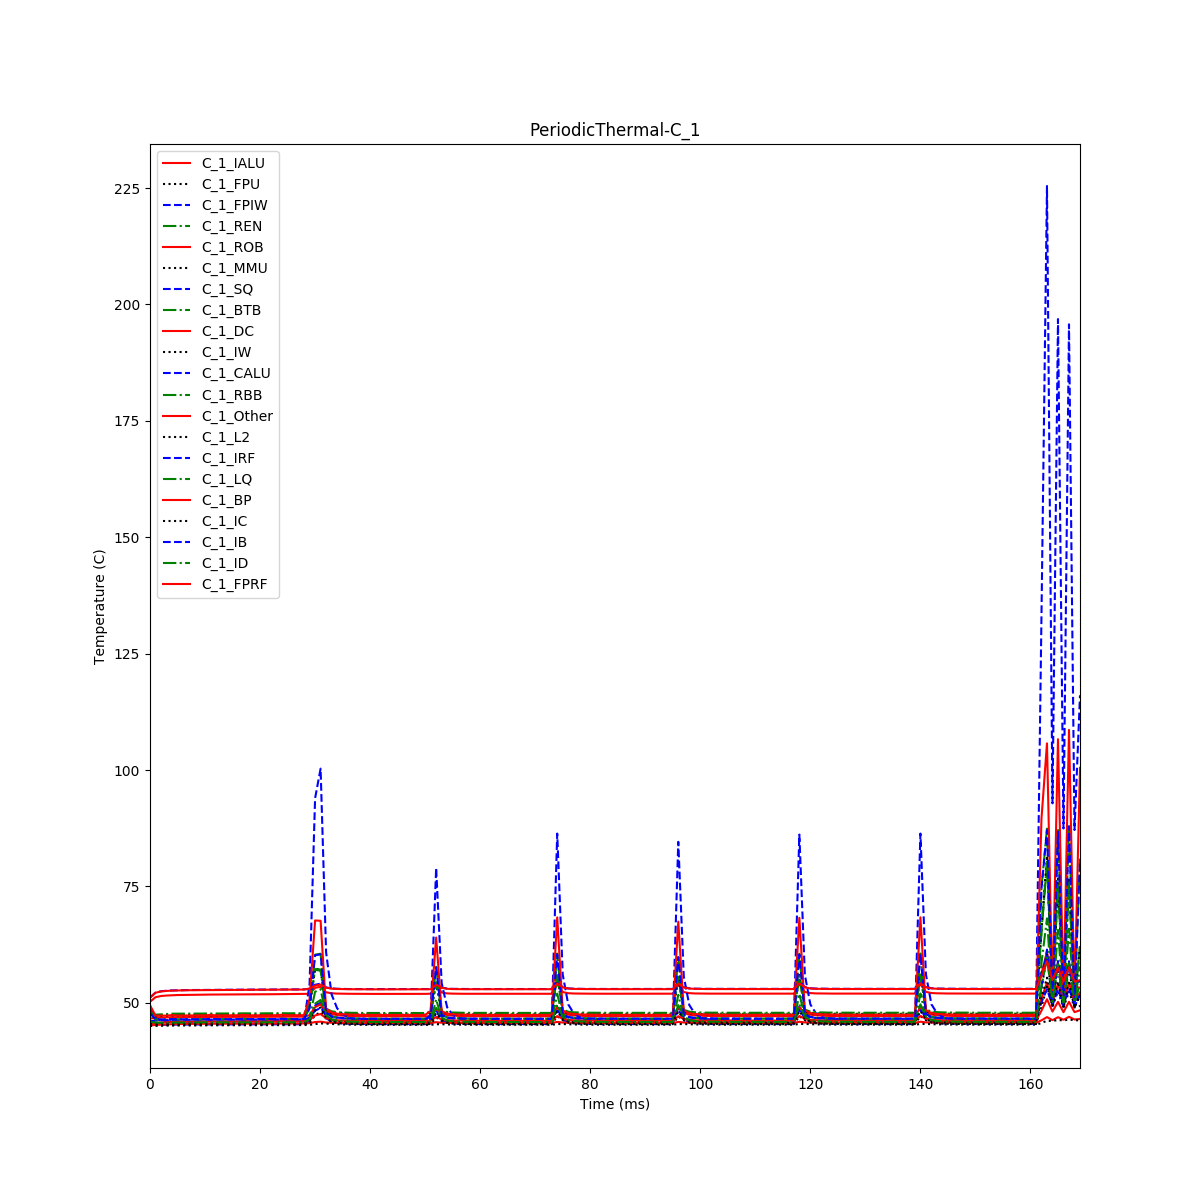 PeriodicThermal-C_1
C_1_IALU
C_1_FPU
C_1_FPIW
C_1_REN
C_1_ROB
C_1_MMU
C_1_SQ
C_1_BTB
C_1_DC
C_1_IW
C_1_CALU
C_1_RBB
C_1_Other
C_1_L2
C_1_IRF
C_1_LQ
C_1_BP
C_1_IC
C_1_IB
C_1_ID
C_1_FPRF
225
200
175
150
125
100
75
50
Temperature (C)
0 20 40 60 80 100 120 140 160
Time (ms)